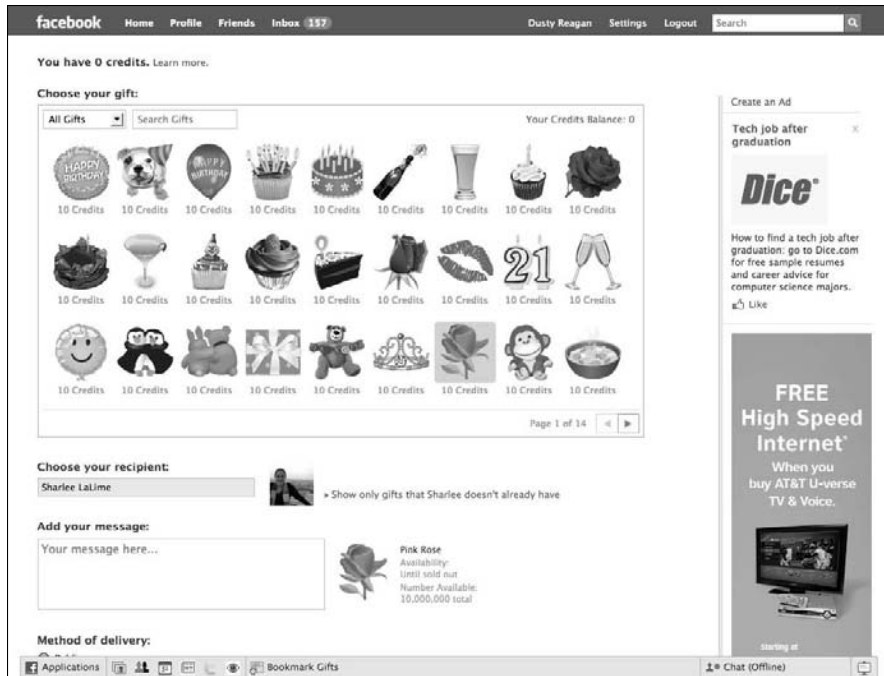 facebook Home Profile Friends Inbox 157 Dusty Reagan Settings Logout Search
You have 0 credits. Learn more.
Choose your gift:
All Gifts Search Gifts Your Credits Balance: 0
HAPPY BIRTHDAY HAPPY BIRTHDAY
10 Credits 10 Credits 10 Credits 10 Credits 10 Credits 10 Credits 10 Credits 10 Credits 10 Credits
21
10 Credits 10 Credits 10 Credits 10 Credits 10 Credits 10 Credits 10 Credits 10 Credits 10 Credits
10 Credits 10 Credits 10 Credits 10 Credits 10 Credits 10 Credits 10 Credits 10 Credits 10 Credits
Page 1 of 14
Choose your recipient:
Sharlee LaLime
» Show only gifts that Sharlee doesn't already have
Add your message:
Your message here...
Pink Rose
Availability:
Until sold out
Number Available:
10,000,000 total
Method of delivery:
Create an Ad
Tech job after
graduation
x
Dice
How to find a tech job after
graduation: go to Dice.com
for free sample resumes
and career advice for
computer science majors.
Like
FREE
High Speed
Internet*
When you
buy AT&T U-verse
TV & Voice.
Starting at
Applications Bookmark Gifts Chat (Offline)